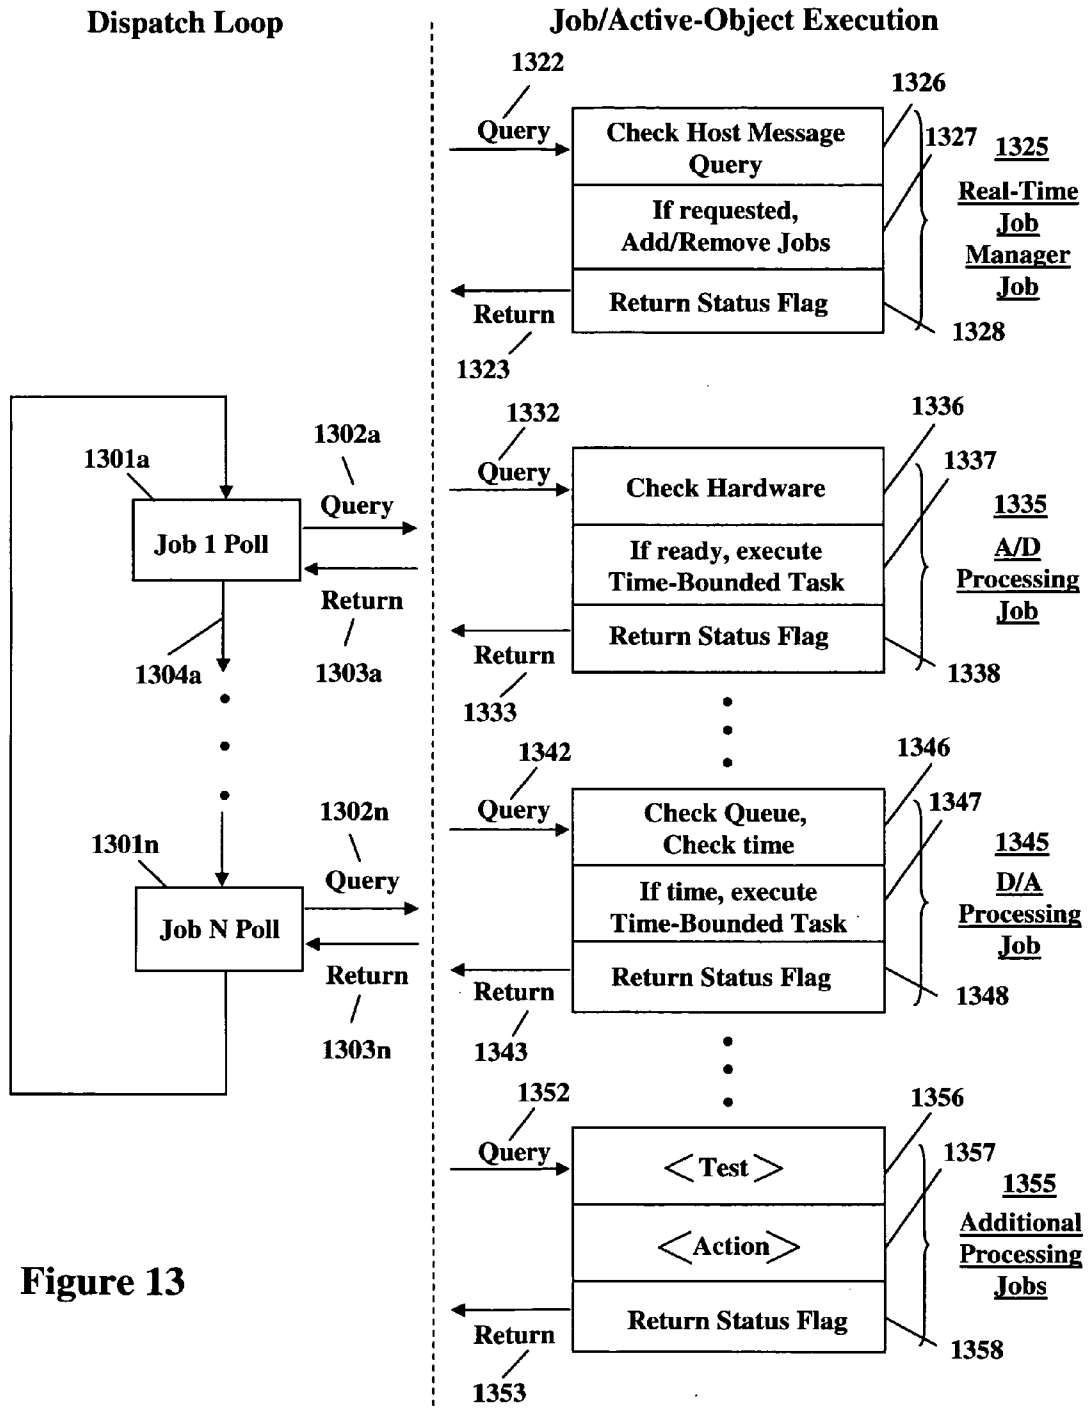 Dispatch Loop
Job/Active-Object Execution
1322
Query
Check Host Message
Query
If requested,
Add/Remove Jobs
Return Status Flag
Return
1323
1326
1327
1325
Real-Time
Job
Manager
Job
1328
1301a
Job 1 Poll
1302a
Query
Return
1303a
1304a
1332
Query
Check Hardware
If ready, execute
Time-Bounded Task
Return Status Flag
Return
1333
1336
1337
1335
A/D
Processing
Job
1338
1301n
Job N Poll
1302n
Query
Return
1303n
1342
Query
Check Queue,
Check time
If time, execute
Time-Bounded Task
Return Status Flag
Return
1343
1346
1347
1345
D/A
Processing
Job
1348
1352
Query
<Test>
<Action>
Return Status Flag
Return
1353
1356
1357
1355
Additional
Processing
Jobs
1358
Figure 13